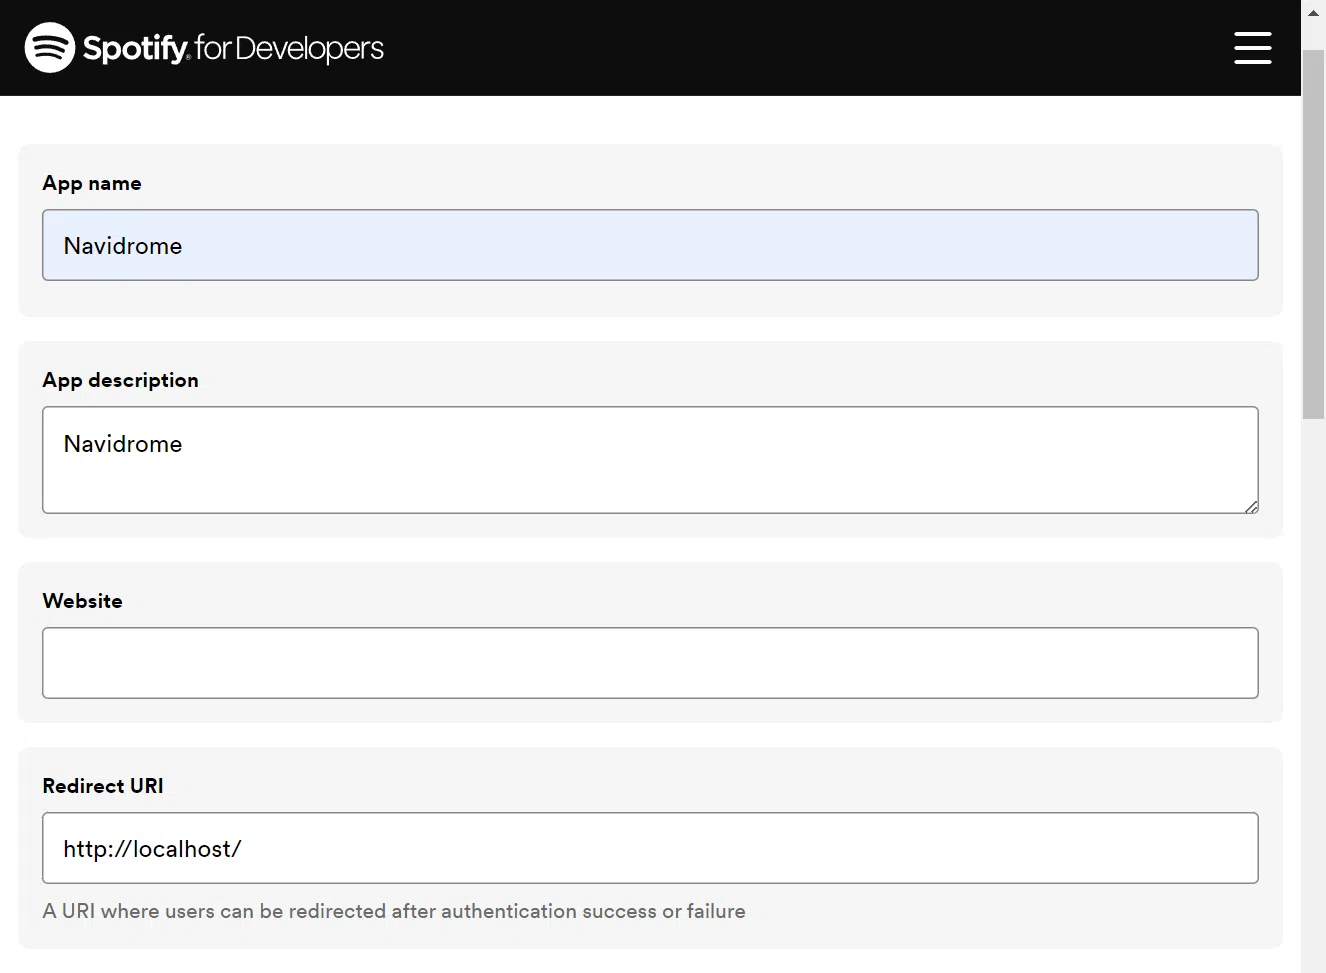 Spotify for Developers
App name
Navidrome
App description
Navidrome
Website
Redirect URI
http://localhost/
A URI where users can be redirected after authentication success or failure